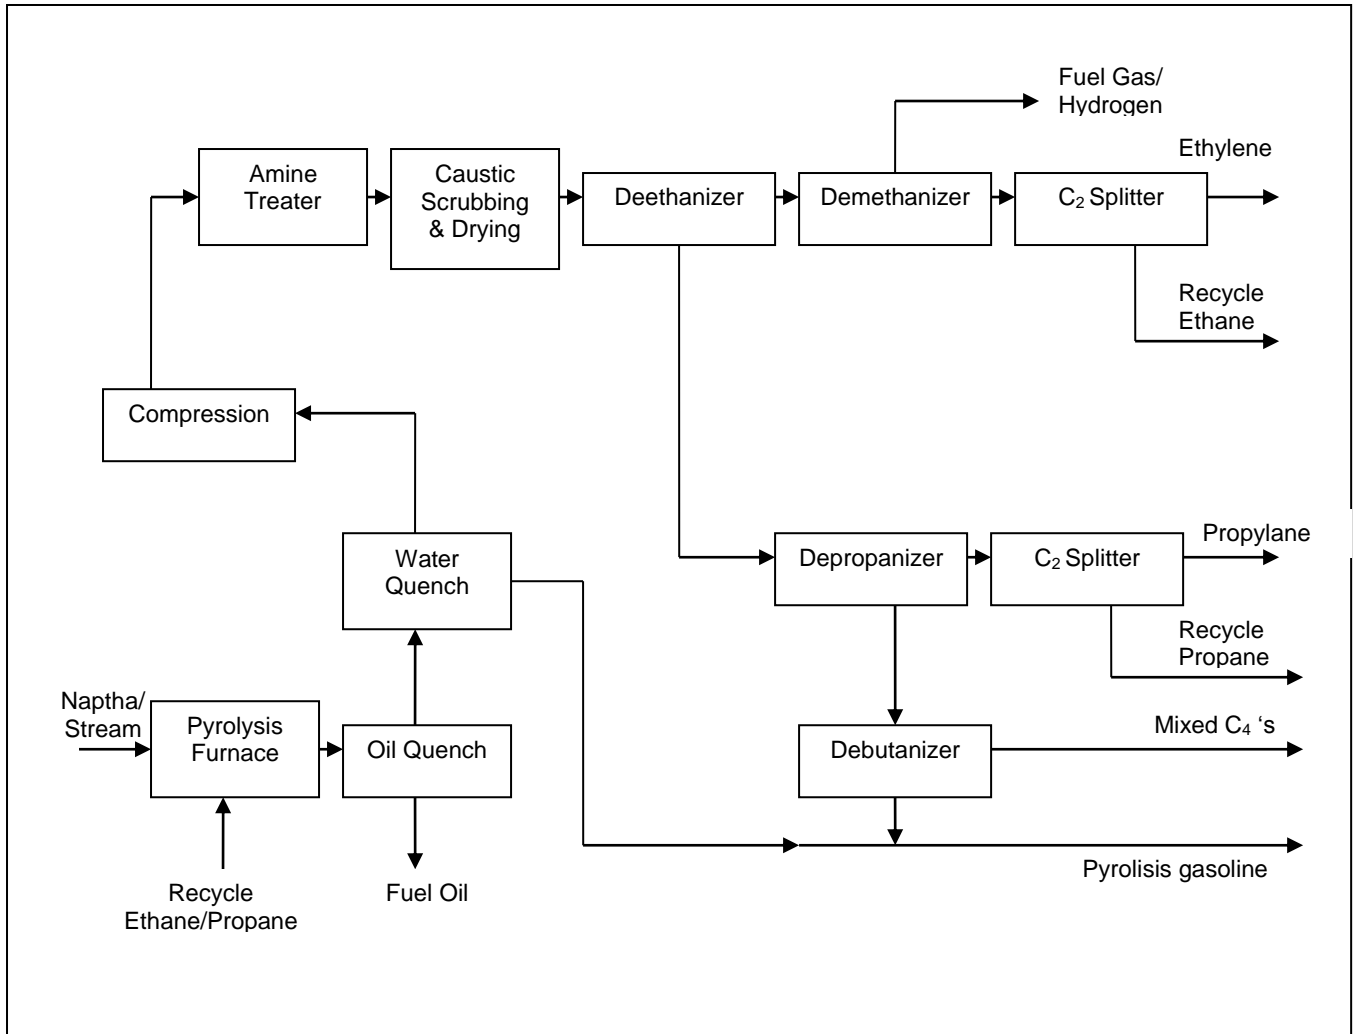 Fuel Gas/
Hydrogen
Ethylene
Amine
Treater
Caustic
Scrubbing
& Drying
Deethanizer
Demethanizer
C₂ Splitter
Recycle
Ethane
Compression
Water
Quench
Depropanizer
C₂ Splitter
Propylane
Recycle
Propane
Naptha/
Stream
Pyrolysis
Furnace
Oil Quench
Debutanizer
Mixed C₄ ‘s
Pyrolisis gasoline
Recycle
Ethane/Propane
Fuel Oil